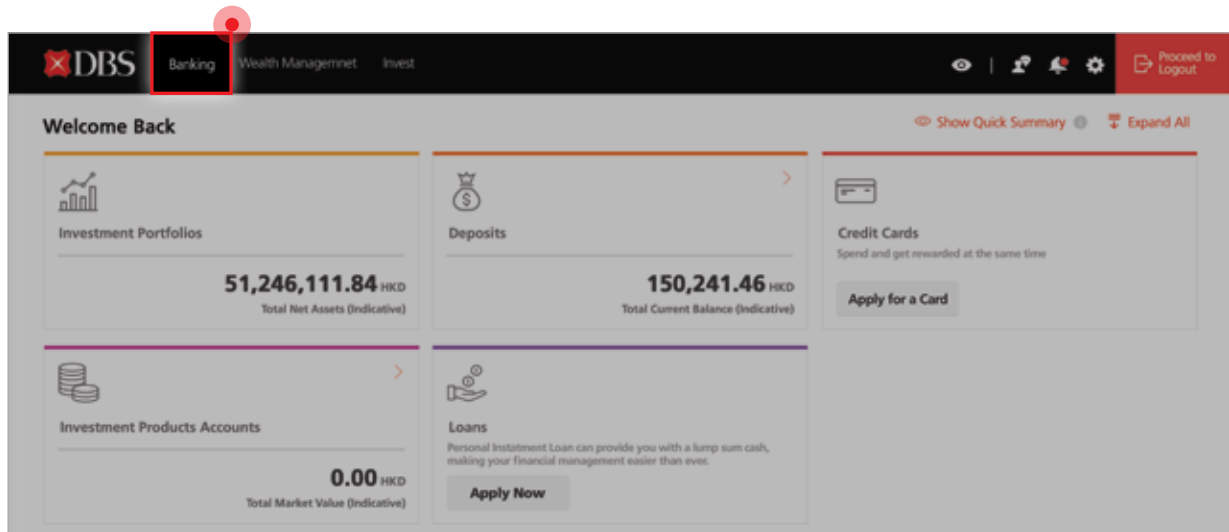 DBS Banking Wealth Managemnet Invest Proceed to
Logout
Welcome Back Show Quick Summary Expand All
Investment Portfolios
51,246,111.84 HKD
Total Net Assets (Indicative)
Deposits
150,241.46 HKD
Total Current Balance (Indicative)
Credit Cards
Spend and get rewarded at the same time
Apply for a Card
Investment Products Accounts
0.00 HKD
Total Market Value (Indicative)
Loans
Personal Instatment Loan can provide you with a lump sum cash,
making your financial management easier than ever.
Apply Now